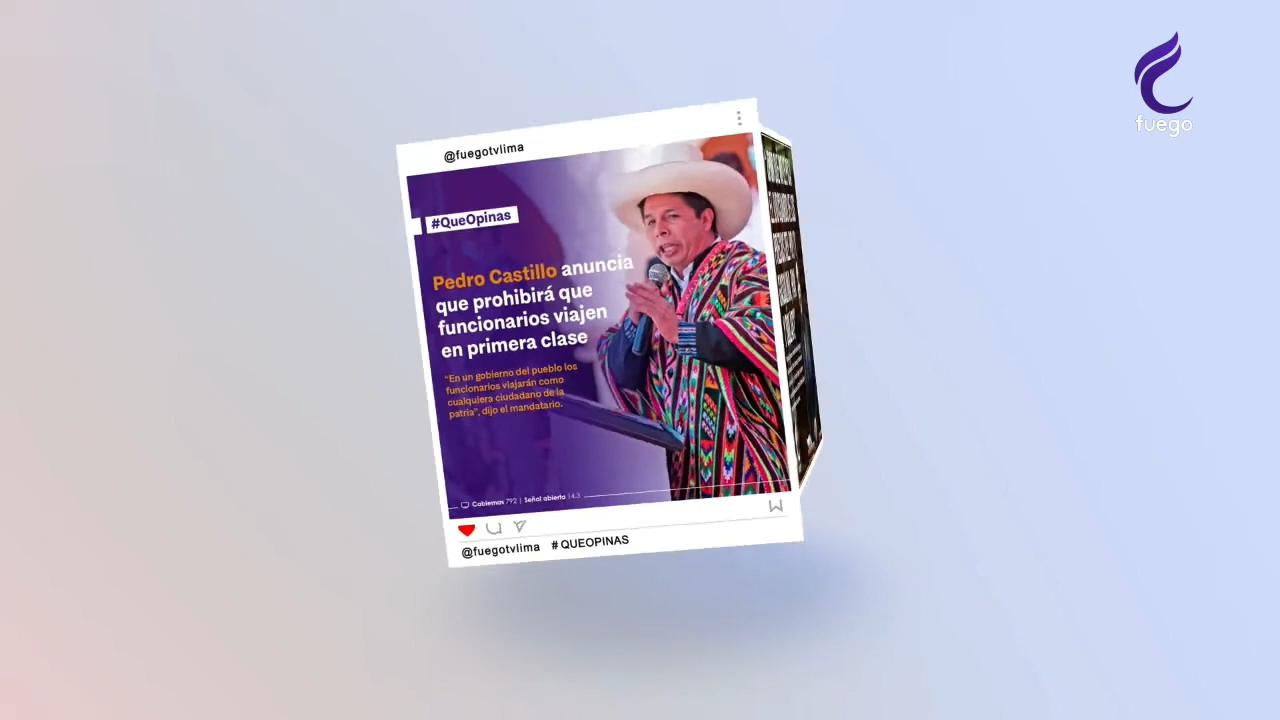 fuego
@fuegotvlima
#QueOpinas
Pedro Castillo anuncia
que prohibirá que
funcionarios viajen
en primera clase
"En un gobierno del pueblo los
funcionarios viajarán como
cualquiera ciudadano de la
patria", dijo el mandatario.
Cablemas 792 | Señal abierta 14.3
@fuegotvlima #QUEOPINAS